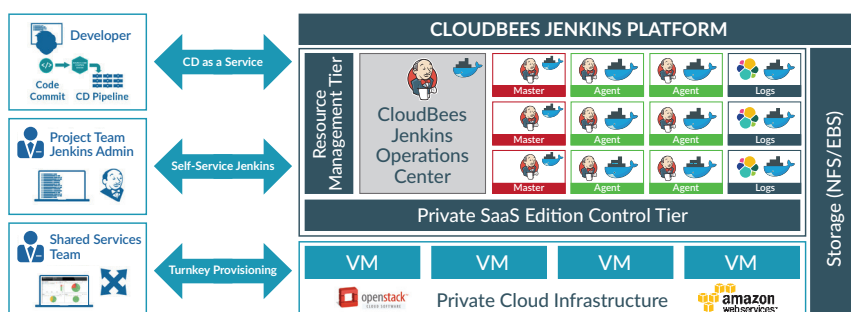 Developer
Code
Commit
CD Pipeline
CD as a Service
Project Team
Jenkins Admin
Self-Service Jenkins
Shared Services
Team
Turnkey Provisioning
CLOUDBEES JENKINS PLATFORM
Resource
Management Tier
CloudBees
Jenkins
Operations
Center
Master
Agent
Agent
Logs
Master
Agent
Agent
Logs
Master
Agent
Agent
Logs
Private SaaS Edition Control Tier
Storage (NFS/EBS)
VM
VM
VM
VM
openstack
CLOUD SOFTWARE
Private Cloud Infrastructure
amazon
webservices